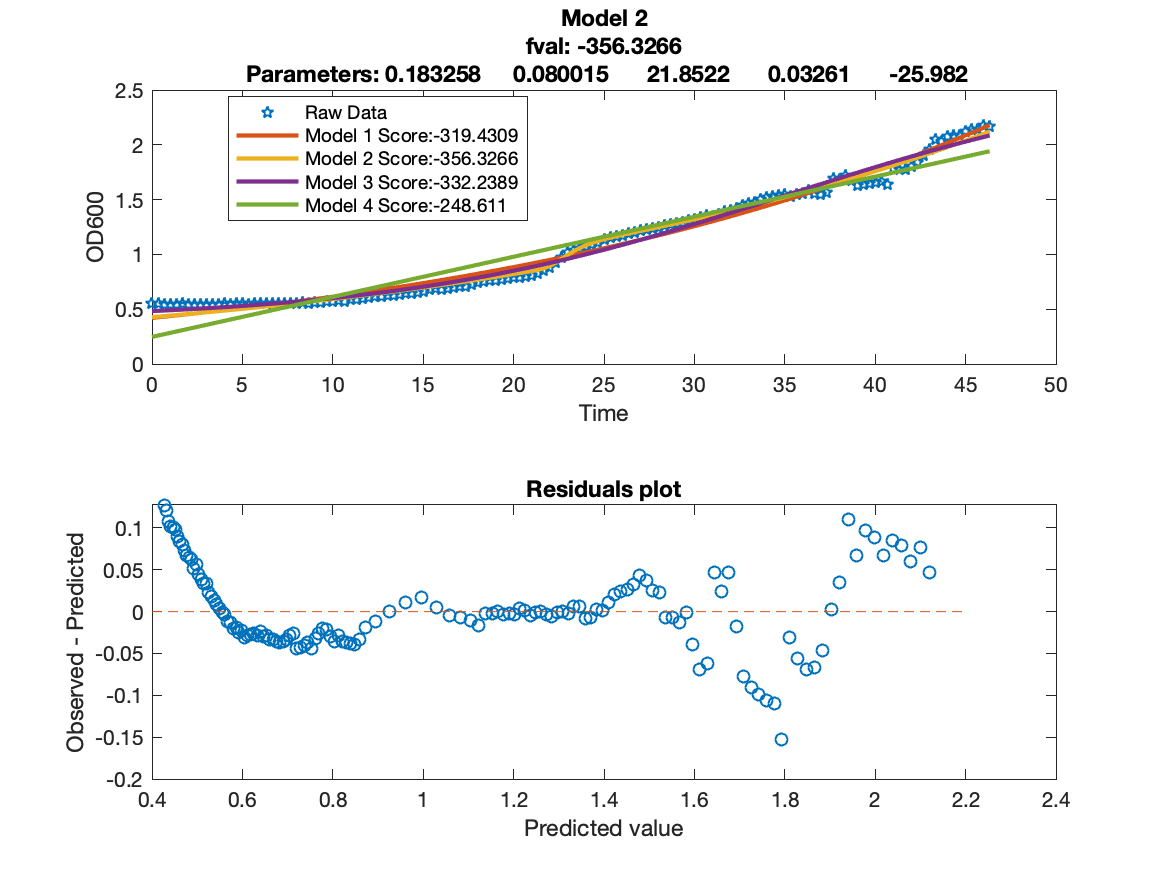 Model 2
fval: -356.3266
Parameters: 0.183258 0.080015 21.8522 0.03261 -25.982
2.5
2
1.5
1
0.5
0
OD600
Raw Data
Model 1 Score:-319.4309
Model 2 Score:-356.3266
Model 3 Score:-332.2389
Model 4 Score:-248.611
0 5 10 15 20 25 30 35 40 45 50
Time
Residuals plot
0.1
0.05
0
-0.05
-0.1
-0.15
-0.2
Observed - Predicted
0.4 0.6 0.8 1 1.2 1.4 1.6 1.8 2 2.2 2.4
Predicted value